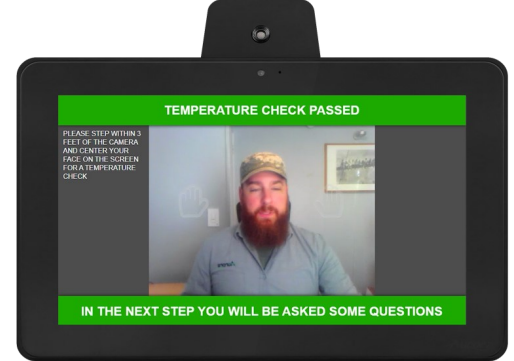 TEMPERATURE CHECK PASSED
PLEASE STEP WITHIN 3
FEET OF THE CAMERA
AND CENTER YOUR
FACE ON THE SCREEN
FOR A TEMPERATURE
CHECK
IN THE NEXT STEP YOU WILL BE ASKED SOME QUESTIONS